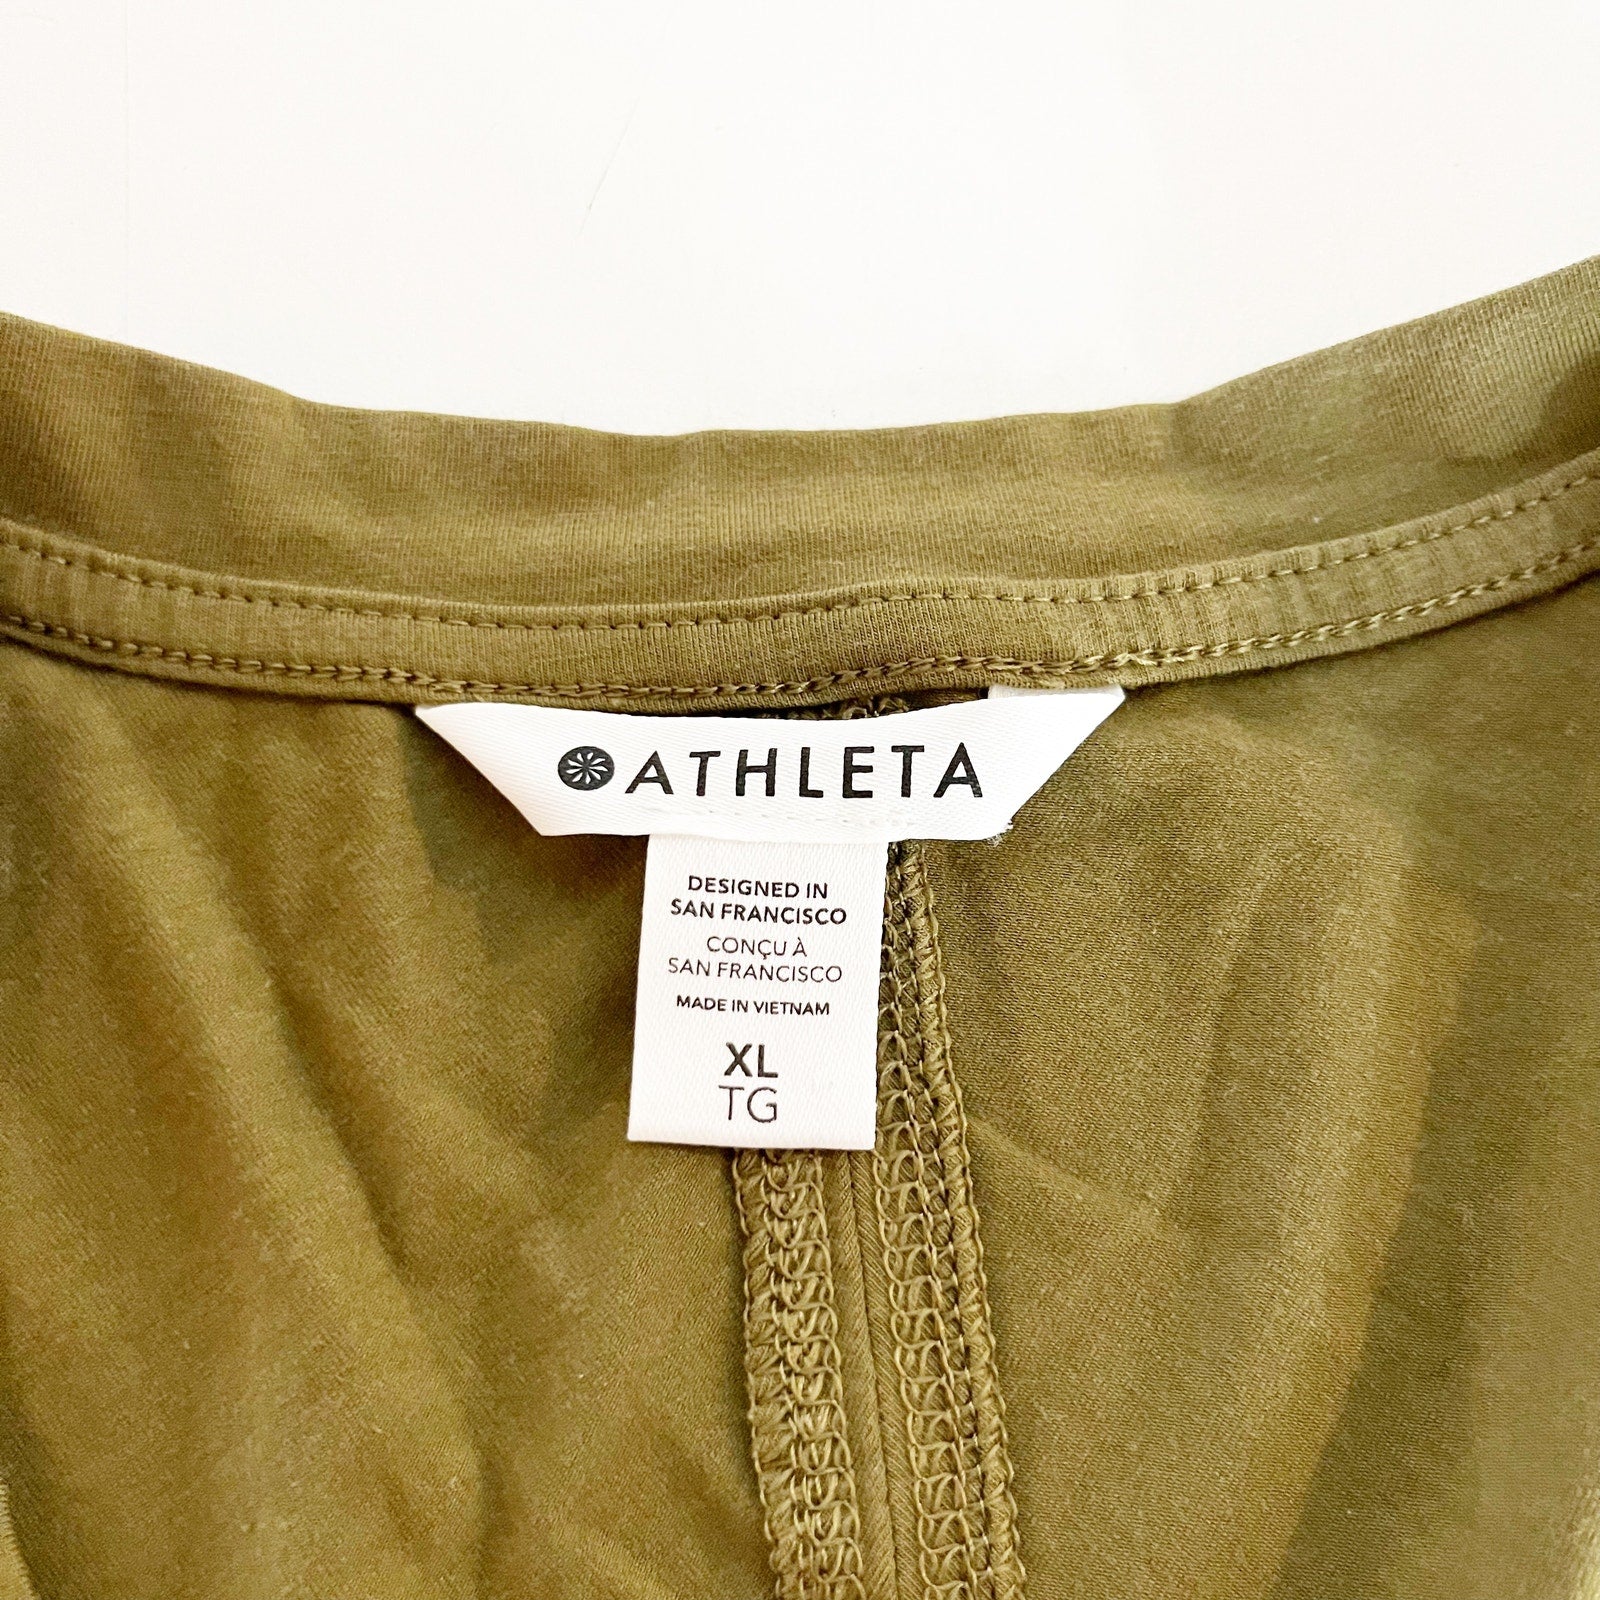 ATHLETA
DESIGNED IN
SAN FRANCISCO
CONÇU À
SAN FRANCISCO
MADE IN VIETNAM
XL
TG